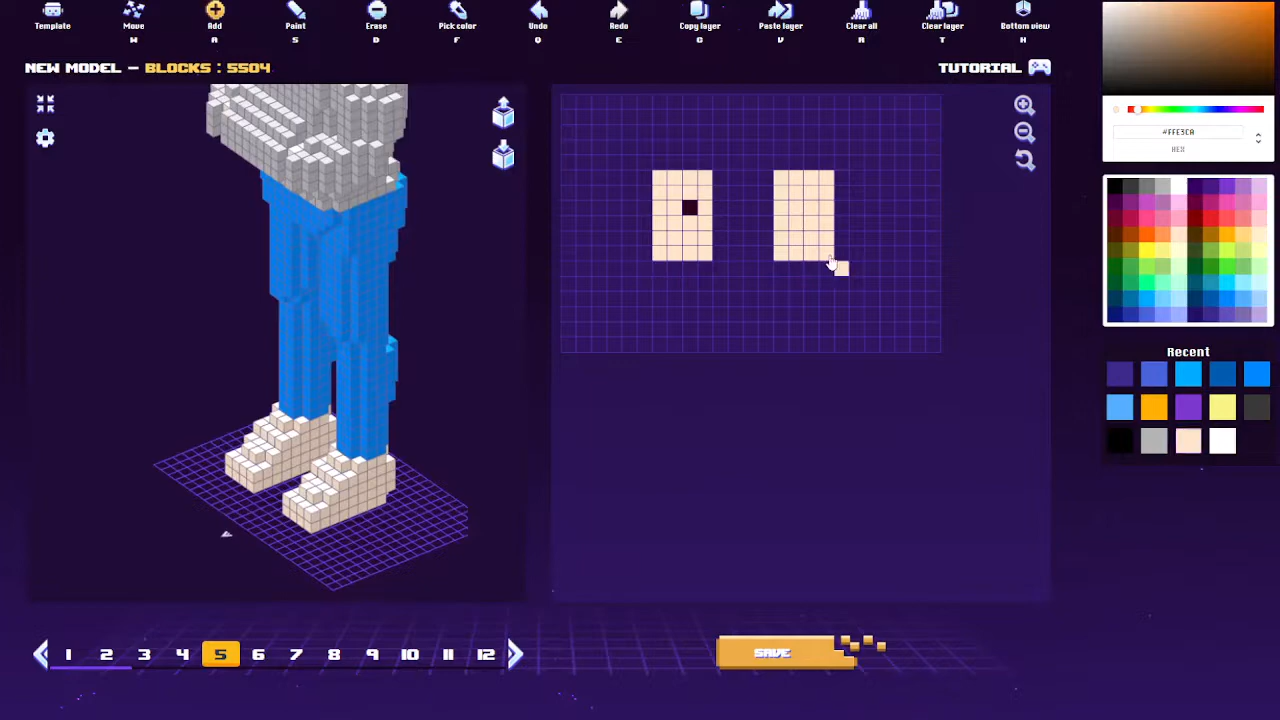 Template Move Add Paint Erase Pick color Undo Redo Copy layer Paste layer Clear all Clear layer Bottom view
M A S D F Q E C V R T H
NEW MODEL – BLOCKS : 5504
TUTORIAL
#FFE3CA
HEX
Recent
1 2 3 4 5 6 7 8 9 10 11 12
SAVE